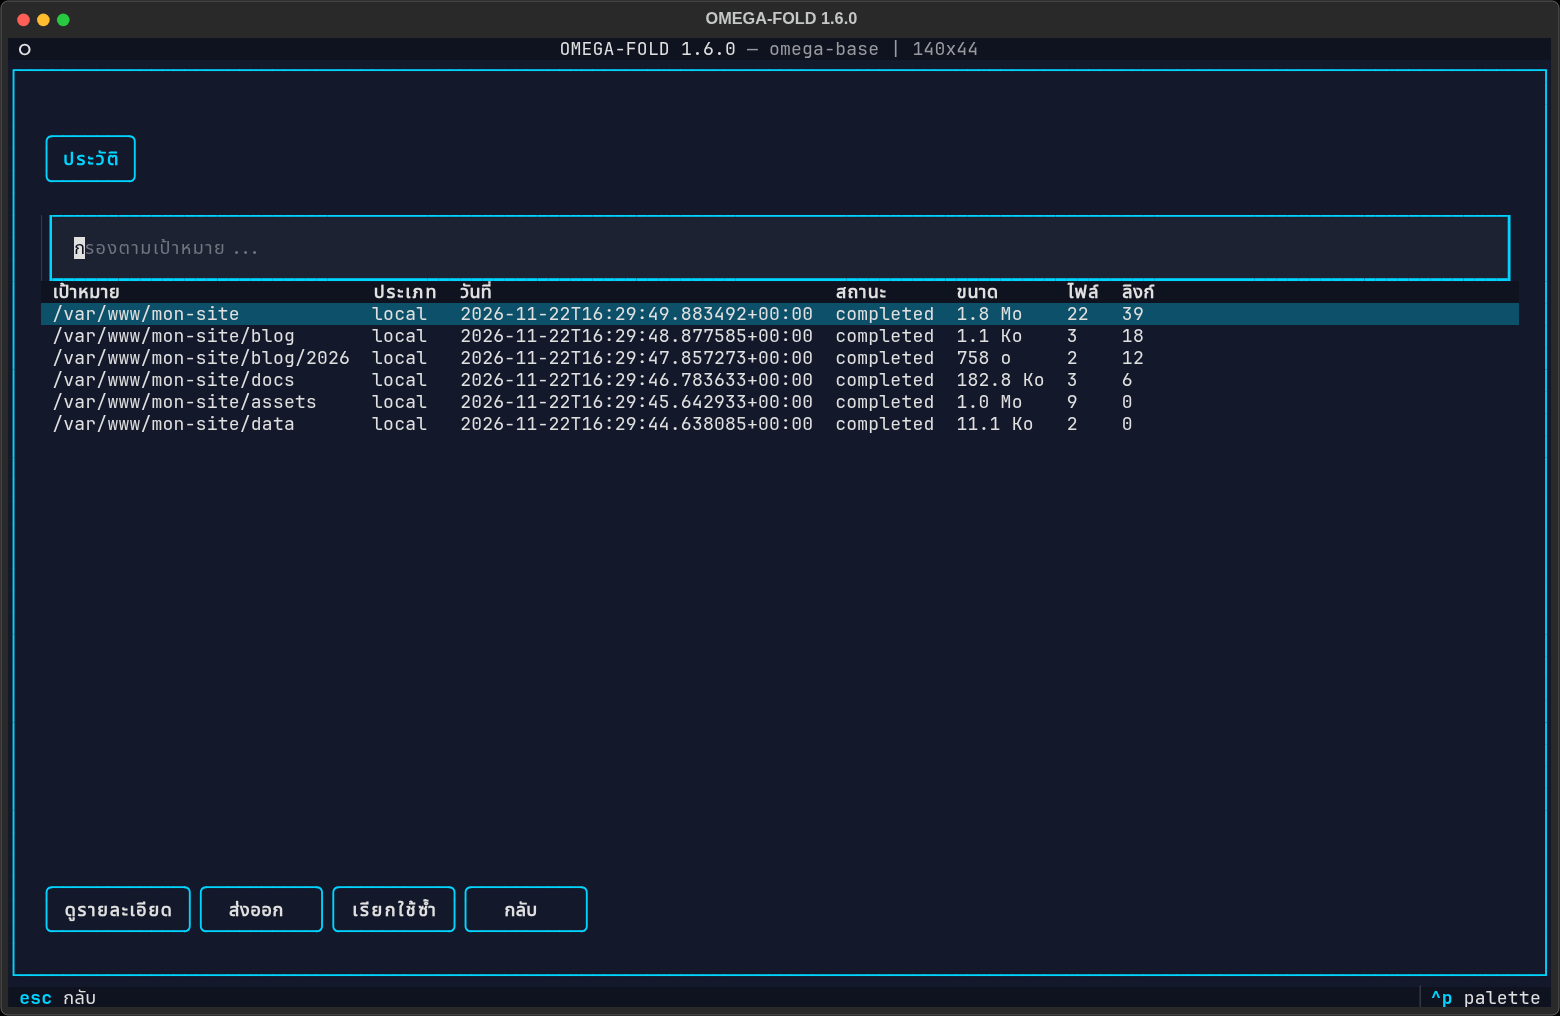 OMEGA-FOLD 1.6.0
OMEGA-FOLD 1.6.0 — omega-base | 140x44
ประวัติ
กรองตามเป้าหมาย ...
เป้าหมาย ประเภท วันที่ สถานะ ขนาด ไฟล์ ลิงก์
/var/www/mon-site local 2026-11-22T16:29:49.883492+00:00 completed 1.8 Mo 22 39
/var/www/mon-site/blog local 2026-11-22T16:29:48.877585+00:00 completed 1.1 Ko 3 18
/var/www/mon-site/blog/2026 local 2026-11-22T16:29:47.857273+00:00 completed 758 o 2 12
/var/www/mon-site/docs local 2026-11-22T16:29:46.783633+00:00 completed 182.8 Ko 3 6
/var/www/mon-site/assets local 2026-11-22T16:29:45.642933+00:00 completed 1.0 Mo 9 0
/var/www/mon-site/data local 2026-11-22T16:29:44.638085+00:00 completed 11.1 Ko 2 0
ดูรายละเอียด ส่งออก เรียกใช้ซ้ำ กลับ
esc กลับ ^p palette